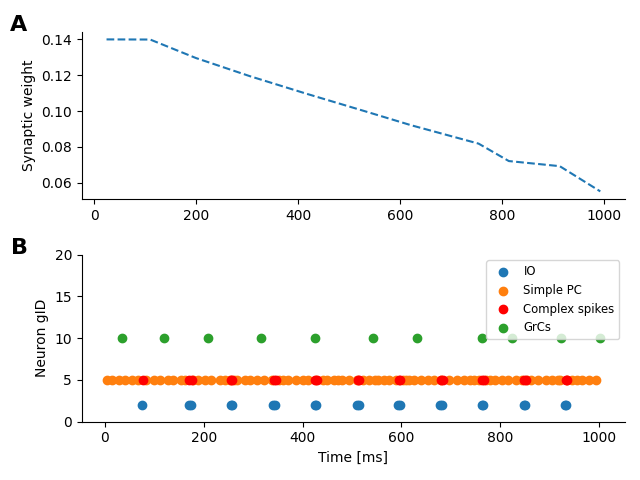 A
Synaptic weight
0.14
0.12
0.10
0.08
0.06
0 200 400 600 800 1000
B
Neuron gID
20
15
10
5
0
IO
Simple PC
Complex spikes
GrCs
0 200 400 600 800 1000
Time [ms]